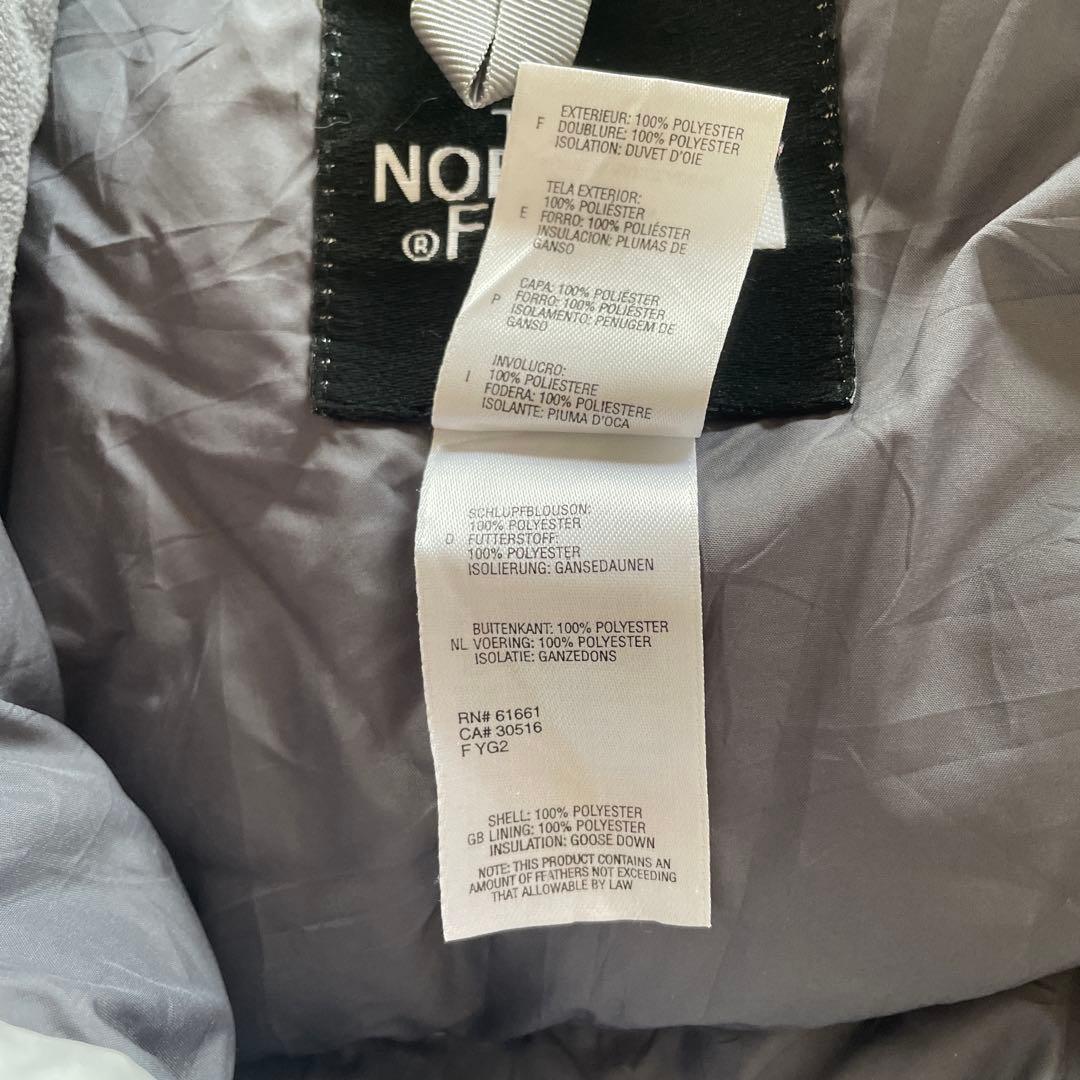 NOR
®F
EXTERIEUR: 100% POLYESTER
F DOUBLURE: 100% POLYESTER
ISOLATION: DUVET D'OIE
TELA EXTERIOR:
100% POLIÉSTER
E FORRO: 100% POLIÉSTER
INSULACION: PLUMAS DE
GANSO
CAPA: 100% POLIÉSTER
P FORRO: 100% POLIÉSTER
ISOLAMENTO: PENUGEM DE
GANSO
INVOLUCRO:
I 100% POLIESTERE
FODERA: 100% POLIESTERE
ISOLANTE: PIUMA D'OCA
SCHLUPFBLOUSON:
100% POLYESTER
D FUTTERSTOFF:
100% POLYESTER
ISOLIERUNG: GANSEDAUNEN
BUITENKANT: 100% POLYESTER
NL VOERING: 100% POLYESTER
ISOLATIE: GANZEDONS
RN# 61661
CA# 30516
F YG2
SHELL: 100% POLYESTER
GB LINING: 100% POLYESTER
INSULATION: GOOSE DOWN
NOTE: THIS PRODUCT CONTAINS AN
AMOUNT OF FEATHERS NOT EXCEEDING
THAT ALLOWABLE BY LAW